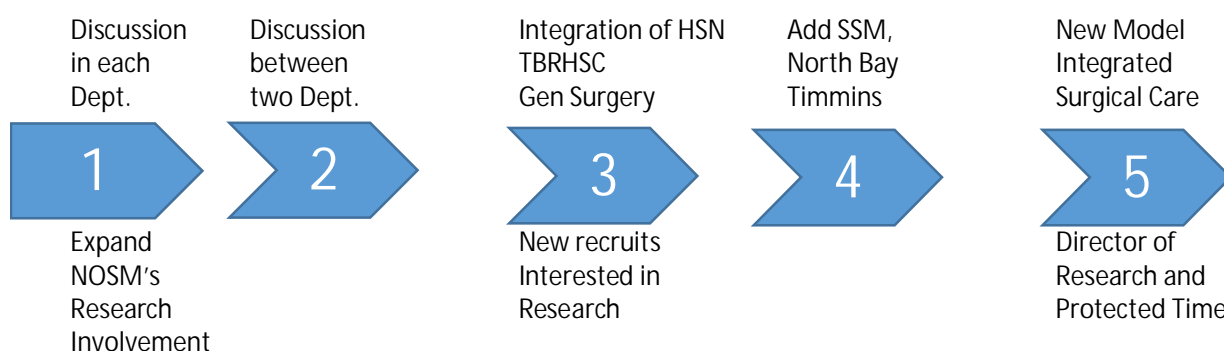 Discussion
in each
Dept.
Discussion
between
two Dept.
Integration of HSN
TBRHSC
Gen Surgery
Add SSM,
North Bay
Timmins
New Model
Integrated
Surgical Care
1
2
3
4
5
Expand
NOSM's
Research
Involvement
New recruits
Interested in
Research
Director of
Research and
Protected Time